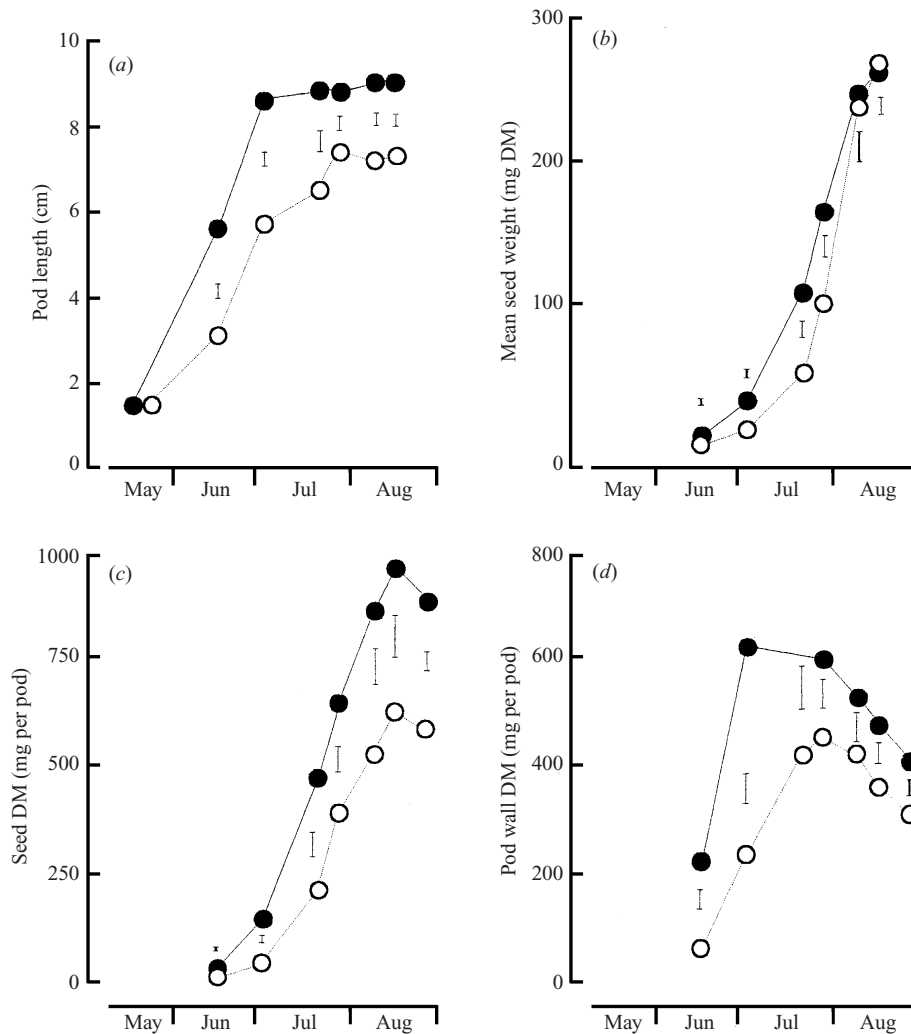 (a)
Pod length (cm)
10
8
6
4
2
0
May Jun Jul Aug
(b)
Mean seed weight (mg DM)
300
200
100
0
May Jun Jul Aug
(c)
Seed DM (mg per pod)
1000
750
500
250
0
May Jun Jul Aug
(d)
Pod wall DM (mg per pod)
800
600
400
200
0
May Jun Jul Aug